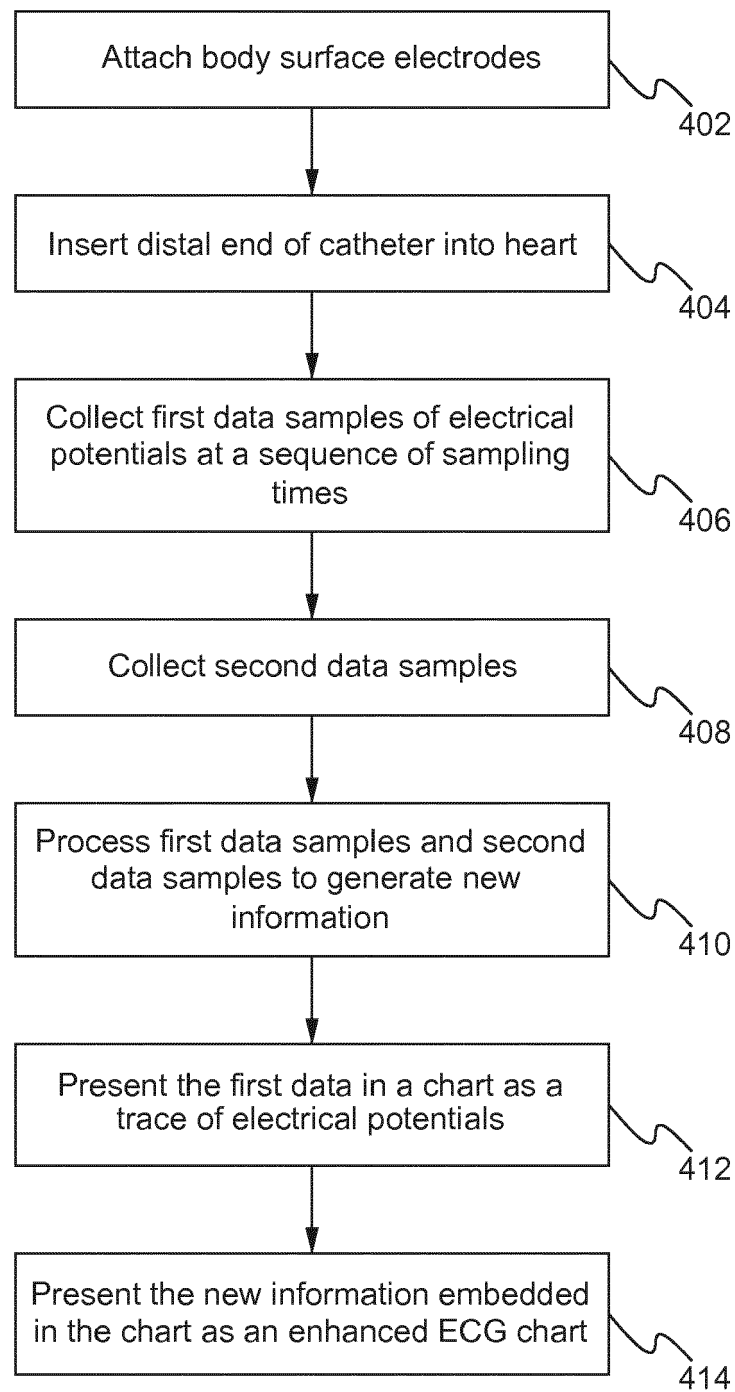 Attach body surface electrodes
402
Insert distal end of catheter into heart
404
Collect first data samples of electrical
potentials at a sequence of sampling
times
406
Collect second data samples
408
Process first data samples and second
data samples to generate new
information
410
Present the first data in a chart as a
trace of electrical potentials
412
Present the new information embedded
in the chart as an enhanced ECG chart
414